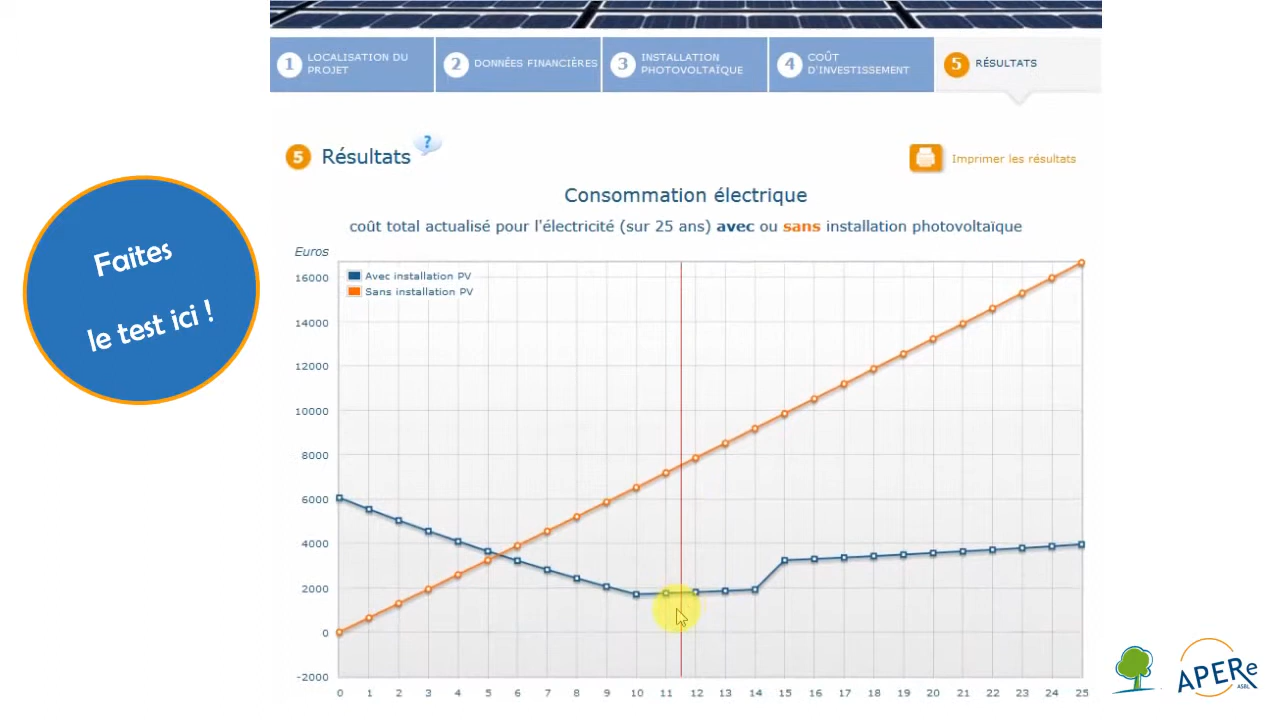 1 LOCALISATION DU
PROJET
2 DONNÉES FINANCIÈRES
3 INSTALLATION
PHOTOVOLTAÏQUE
4 COÛT
D'INVESTISSEMENT
5 RÉSULTATS
5 Résultats ?
Imprimer les résultats
Faites
le test ici !
Consommation électrique
coût total actualisé pour l'électricité (sur 25 ans) avec ou sans installation photovoltaïque
Euros
Avec installation PV
Sans installation PV
16000
14000
12000
10000
8000
6000
4000
2000
0
-2000
0 1 2 3 4 5 6 7 8 9 10 11 12 13 14 15 16 17 18 19 20 21 22 23 24 25
APERe
ASBL